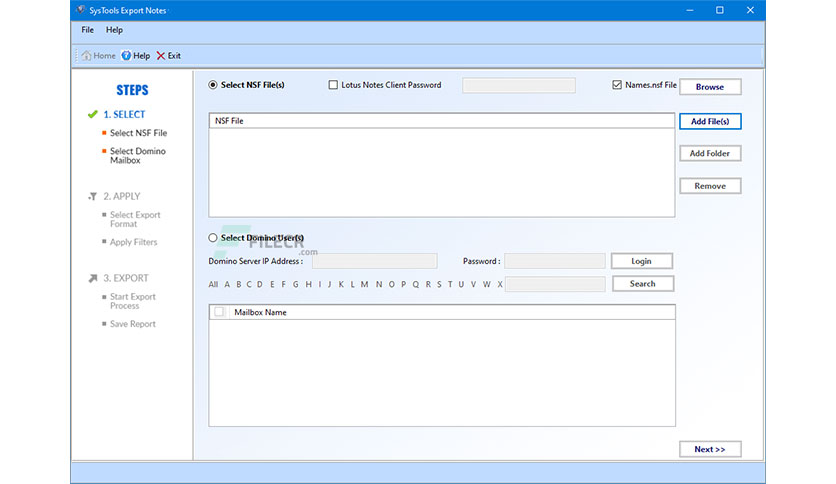 SysTools Export Notes
File Help
Home Help Exit
STEPS
1. SELECT
Select NSF File
Select Domino
Mailbox
2. APPLY
Select Export
Format
Apply Filters
3. EXPORT
Start Export
Process
Save Report
Select NSF File(s) Lotus Notes Client Password Names.nsf File Browse
NSF File
Add File(s)
Add Folder
Remove
Select Domino User(s)
FILECR
.com
Domino Server IP Address : Password : Login
All A B C D E F G H I J K L M N O P Q R S T U V W X Search
Mailbox Name
Next >>